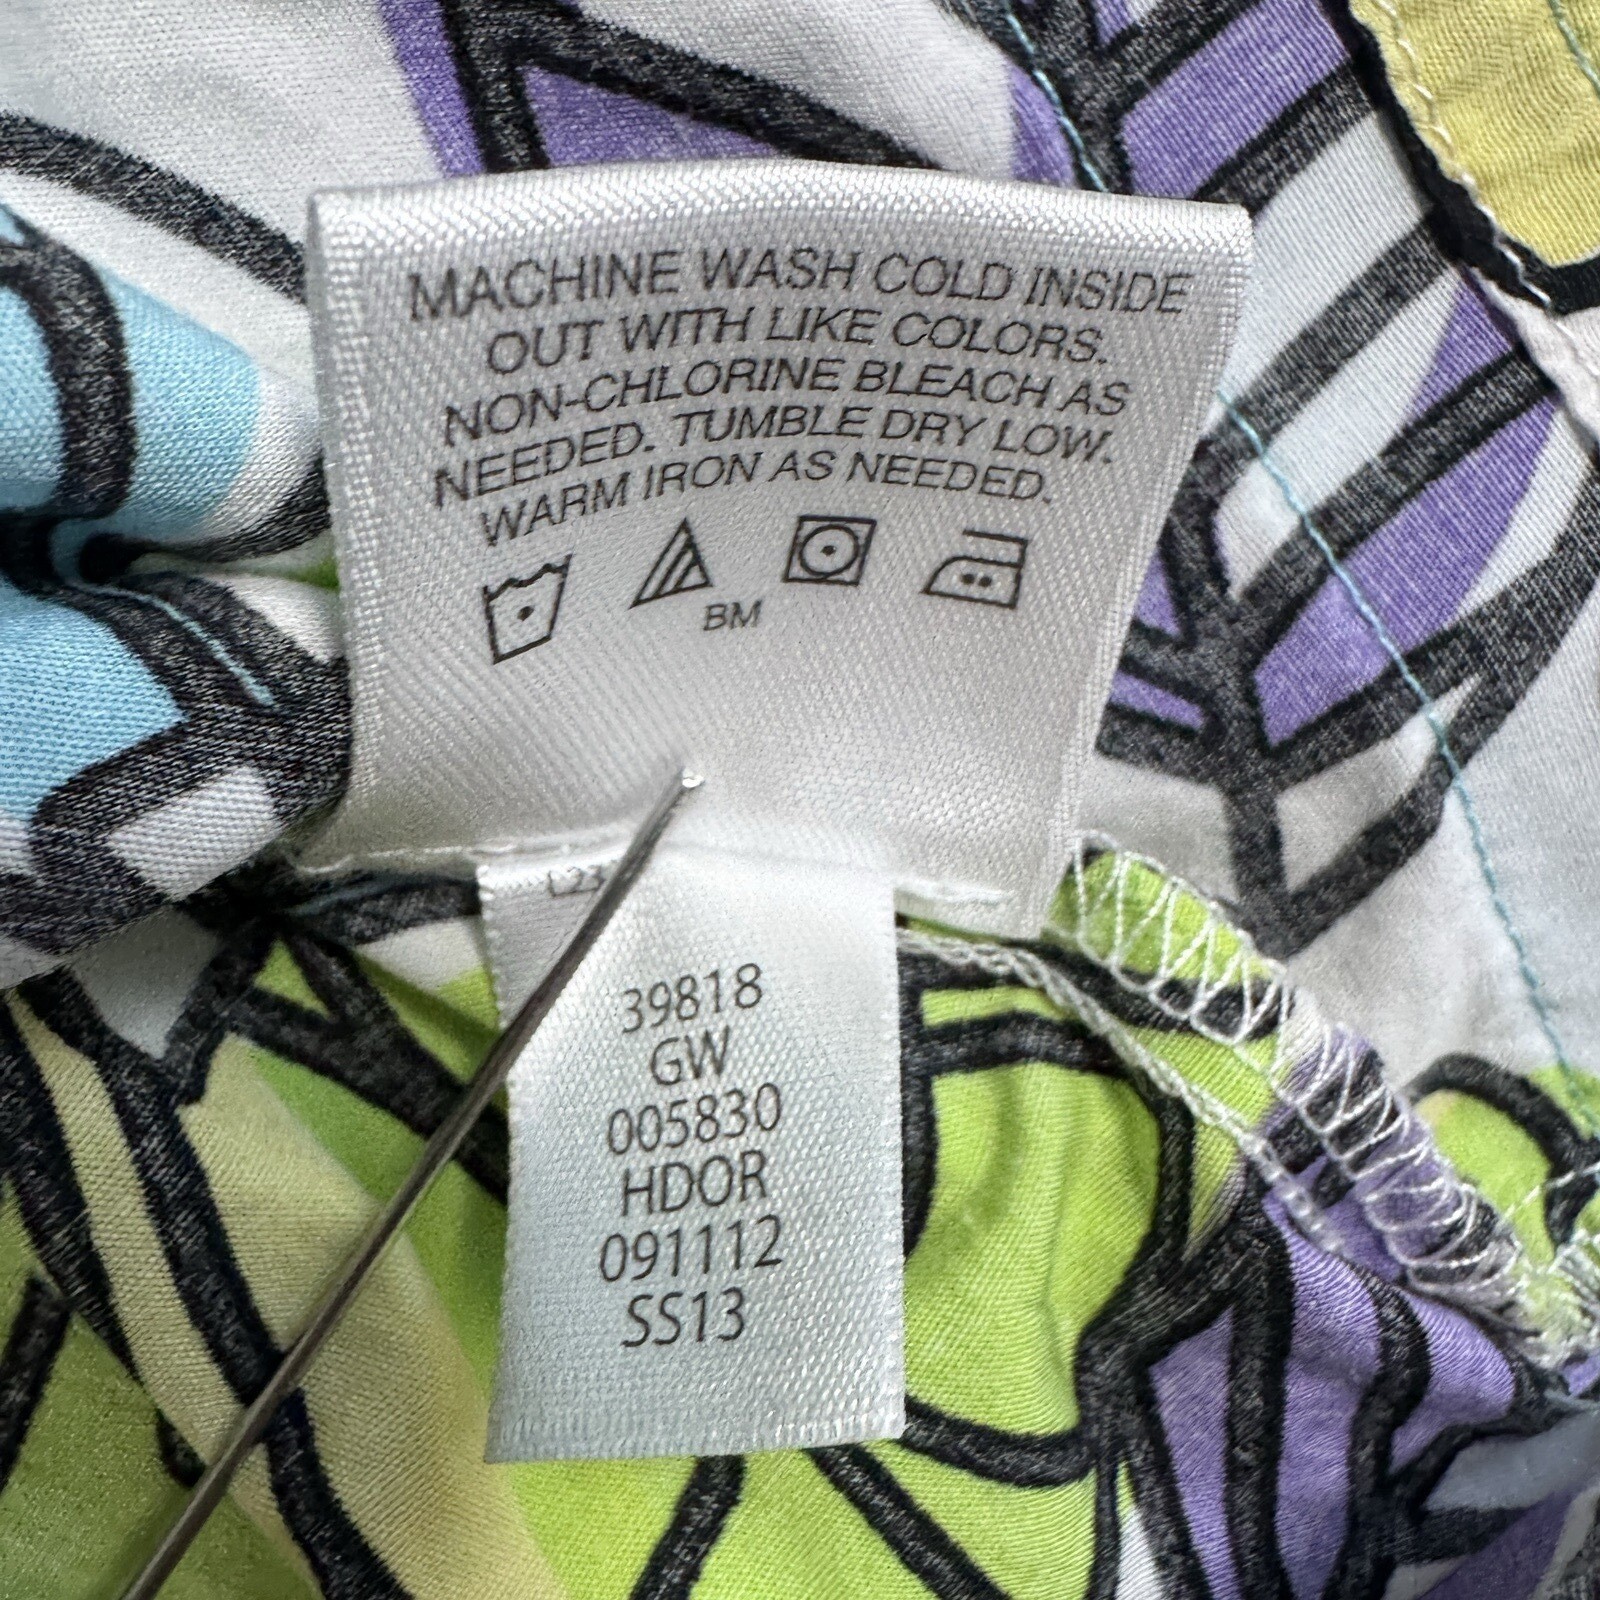 MACHINE WASH COLD INSIDE
OUT WITH LIKE COLORS.
NON-CHLORINE BLEACH AS
NEEDED. TUMBLE DRY LOW.
WARM IRON AS NEEDED.
BM
39818
GW
005830
HDOR
091112
SS13